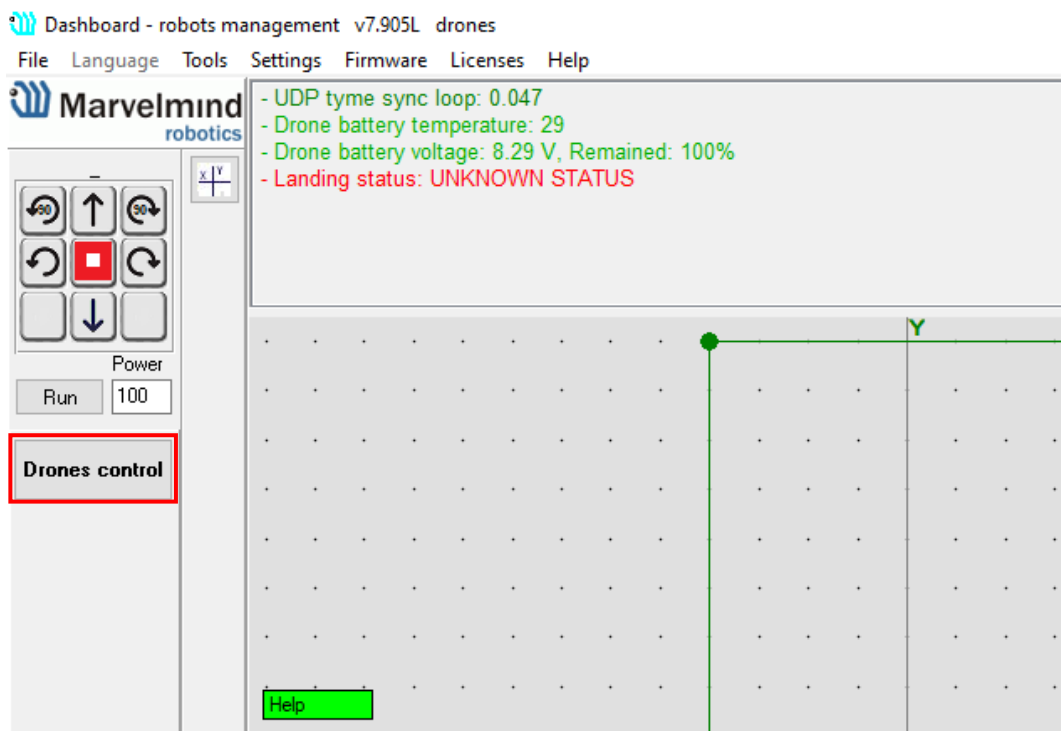 Dashboard - robots management v7.905L drones
File Language Tools Settings Firmware Licenses Help
Marvelmind
robotics
- UDP tyme sync loop: 0.047
- Drone battery temperature: 29
- Drone battery voltage: 8.29 V, Remained: 100%
- Landing status: UNKNOWN STATUS
X Y
90 90
Power
Run 100
Drones control
Y
Help